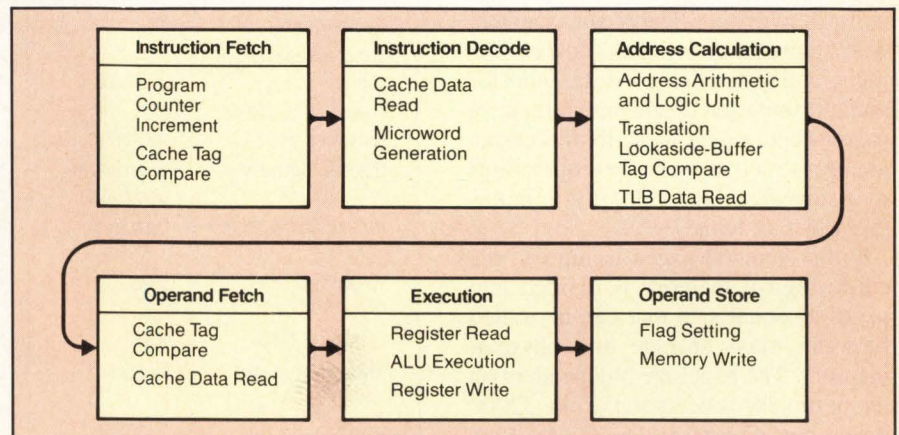 Instruction Fetch
Program
Counter
Increment
Cache Tag
Compare
Instruction Decode
Cache Data
Read
Microword
Generation
Address Calculation
Address Arithmetic
and Logic Unit
Translation
Lookaside-Buffer
Tag Compare
TLB Data Read
Operand Fetch
Cache Tag
Compare
Cache Data Read
Execution
Register Read
ALU Execution
Register Write
Operand Store
Flag Setting
Memory Write